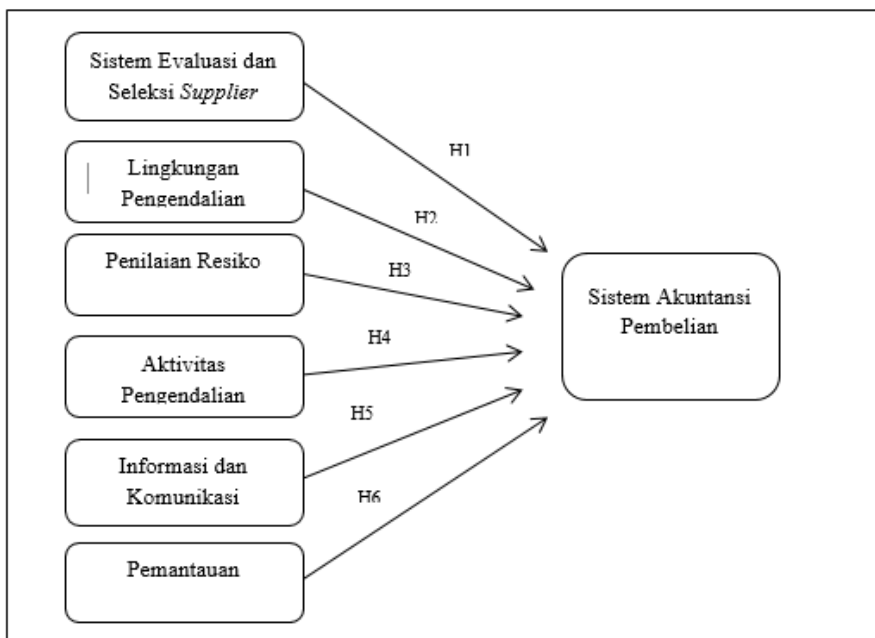 Sistem Evaluasi dan
Seleksi Supplier
H1
Lingkungan
Pengendalian
H2
Penilaian Resiko
H3
Sistem Akuntansi
Pembelian
Aktivitas
Pengendalian
H4
H5
Informasi dan
Komunikasi
H6
Pemantauan